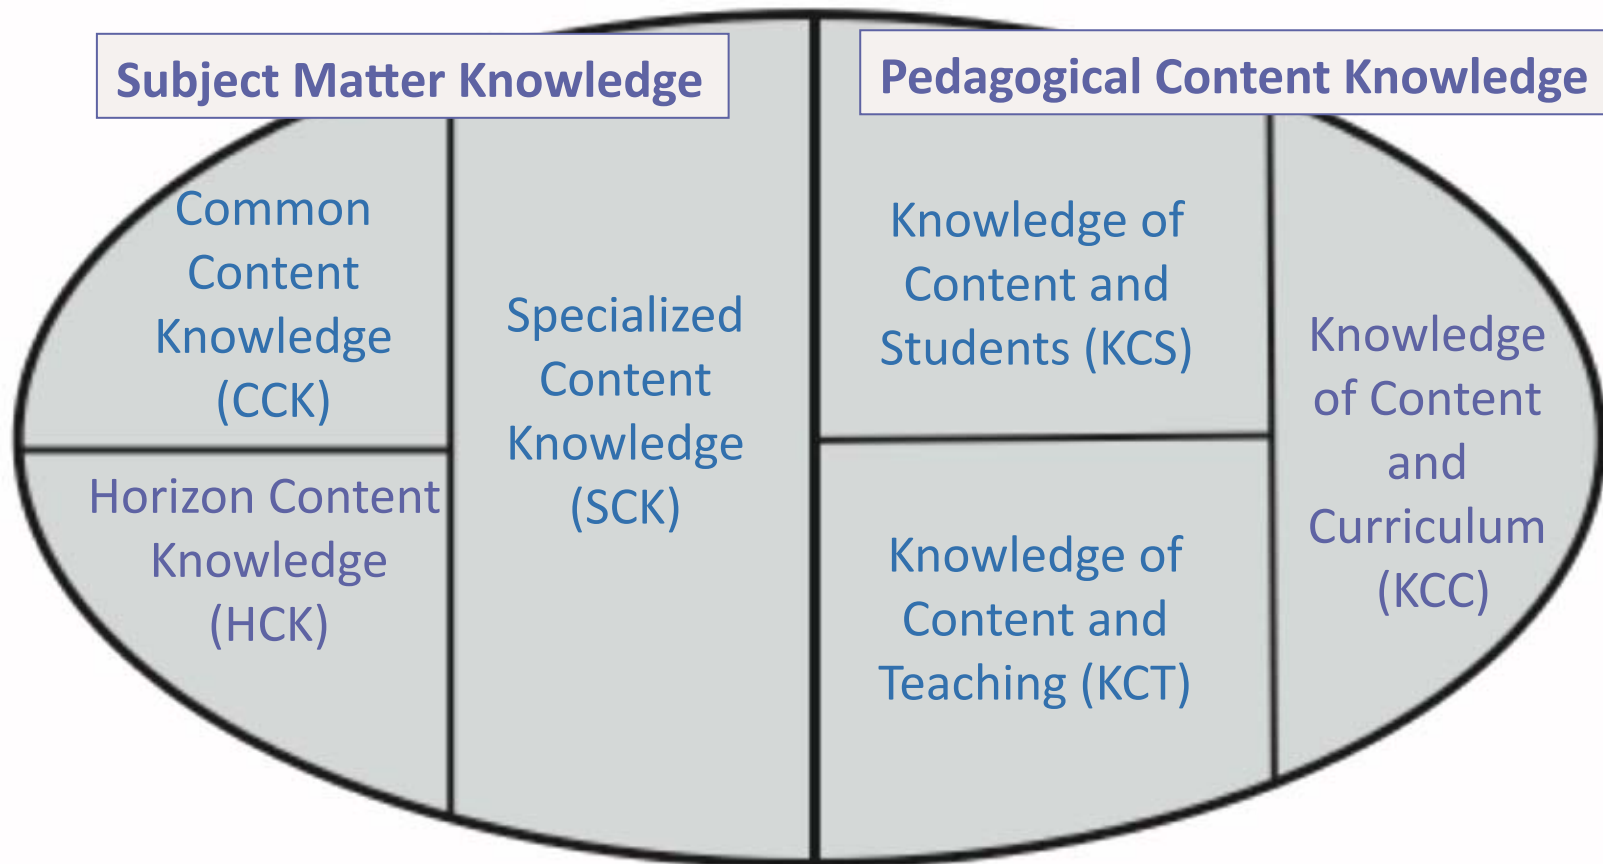 Subject Matter Knowledge
Pedagogical Content Knowledge
Common
Content
Knowledge
(CCK)
Horizon Content
Knowledge
(HCK)
Specialized
Content
Knowledge
(SCK)
Knowledge of
Content and
Students (KCS)
Knowledge of
Content and
Teaching (KCT)
Knowledge
of Content
and
Curriculum
(KCC)